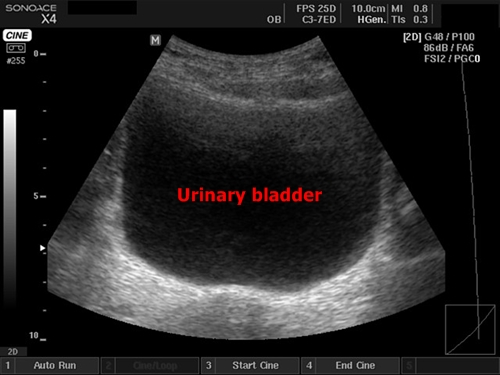 SONOACE
X4
FPS 25D 10.0cm MI 0.8
OB C3-7ED HGen. TIs 0.3
CINE
#255
M
[2D] G48 / P100
86dB / FA6
FSI2 / PGC0
0
5
10
Urinary bladder
2D
1 Auto Run 2 Cine/Loop 3 Start Cine 4 End Cine 5